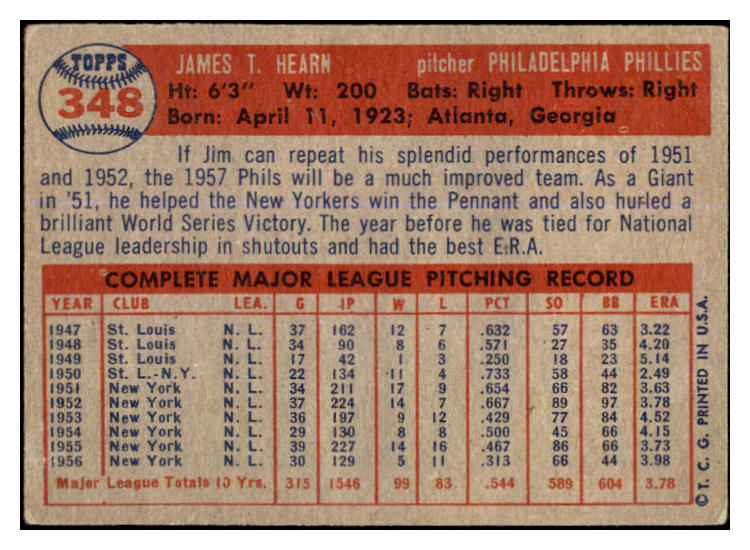 TOPPS
348
JAMES T. HEARN pitcher PHILADELPHIA PHILLIES
Ht: 6'3" Wt: 200 Bats: Right Throws: Right
Born: April 11, 1923; Atlanta, Georgia
If Jim can repeat his splendid performances of 1951
and 1952, the 1957 Phils will be a much improved team. As a Giant
in '51, he helped the New Yorkers win the Pennant and also hurled a
brilliant World Series Victory. The year before he was tied for National
League leadership in shutouts and had the best E.R.A.
COMPLETE MAJOR LEAGUE PITCHING RECORD
YEAR CLUB LEA. G IP W L PCT SO BB ERA
1947 St. Louis N. L. 37 162 12 7 .632 57 63 3.22
1948 St. Louis N. L. 34 90 8 6 .571 27 35 4.20
1949 St. Louis N. L. 17 42 1 3 .250 18 23 5.14
1950 St. L.-N.Y. N. L. 22 134 11 4 .733 58 44 2.49
1951 New York N. L. 34 211 17 9 .654 66 82 3.63
1952 New York N. L. 37 224 14 7 .667 89 97 3.78
1953 New York N. L. 36 197 9 12 .429 77 84 4.52
1954 New York N. L. 29 130 8 8 .500 45 66 4.15
1955 New York N. L. 39 227 14 16 .467 86 66 3.73
1956 New York N. L. 30 129 5 11 .313 66 44 3.98
Major League Totals 10 Yrs. 315 1546 99 83 .544 589 604 3.78
© T. C. G. PRINTED IN U.S.A.